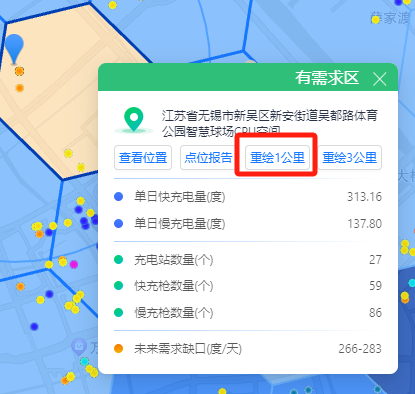 裴家渡
有需求区
江苏省无锡市新吴区新安街道吴都路体育
公园智慧球场CPU空间
查看位置 点位报告 重绘1公里 重绘3公里
单日快充电量(度) 313.16
单日慢充电量(度) 137.80
充电站数量(个) 27
快充枪数量(个) 59
慢充枪数量(个) 86
未来需求缺口(度/天) 266-283